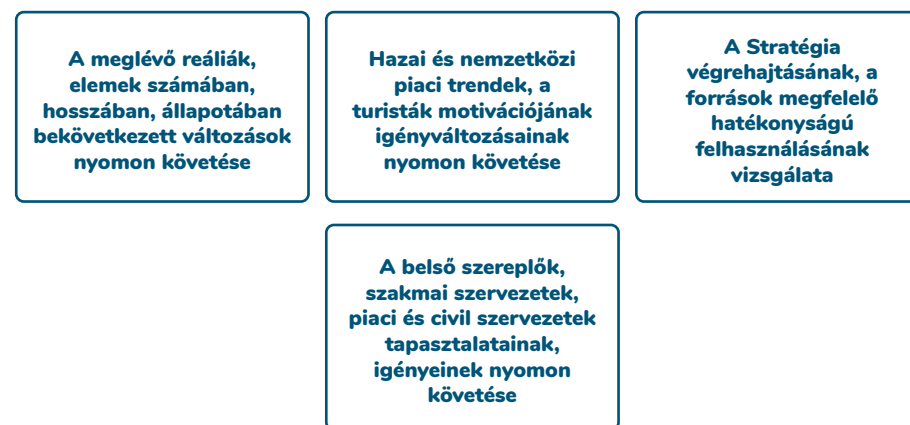 A meglévő reáliák,
elemek számában,
hosszában, állapotában
bekövetkezett változások
nyomon követése
Hazai és nemzetközi
piaci trendek, a
turisták motivációjának
igényváltozásainak
nyomon követése
A Stratégia
végrehajtásának, a
források megfelelő
hatékonyságú
felhasználásának
vizsgálata
A belső szereplők,
szakmai szervezetek,
piaci és civil szervezetek
tapasztalatainak,
igényeinek nyomon
követése